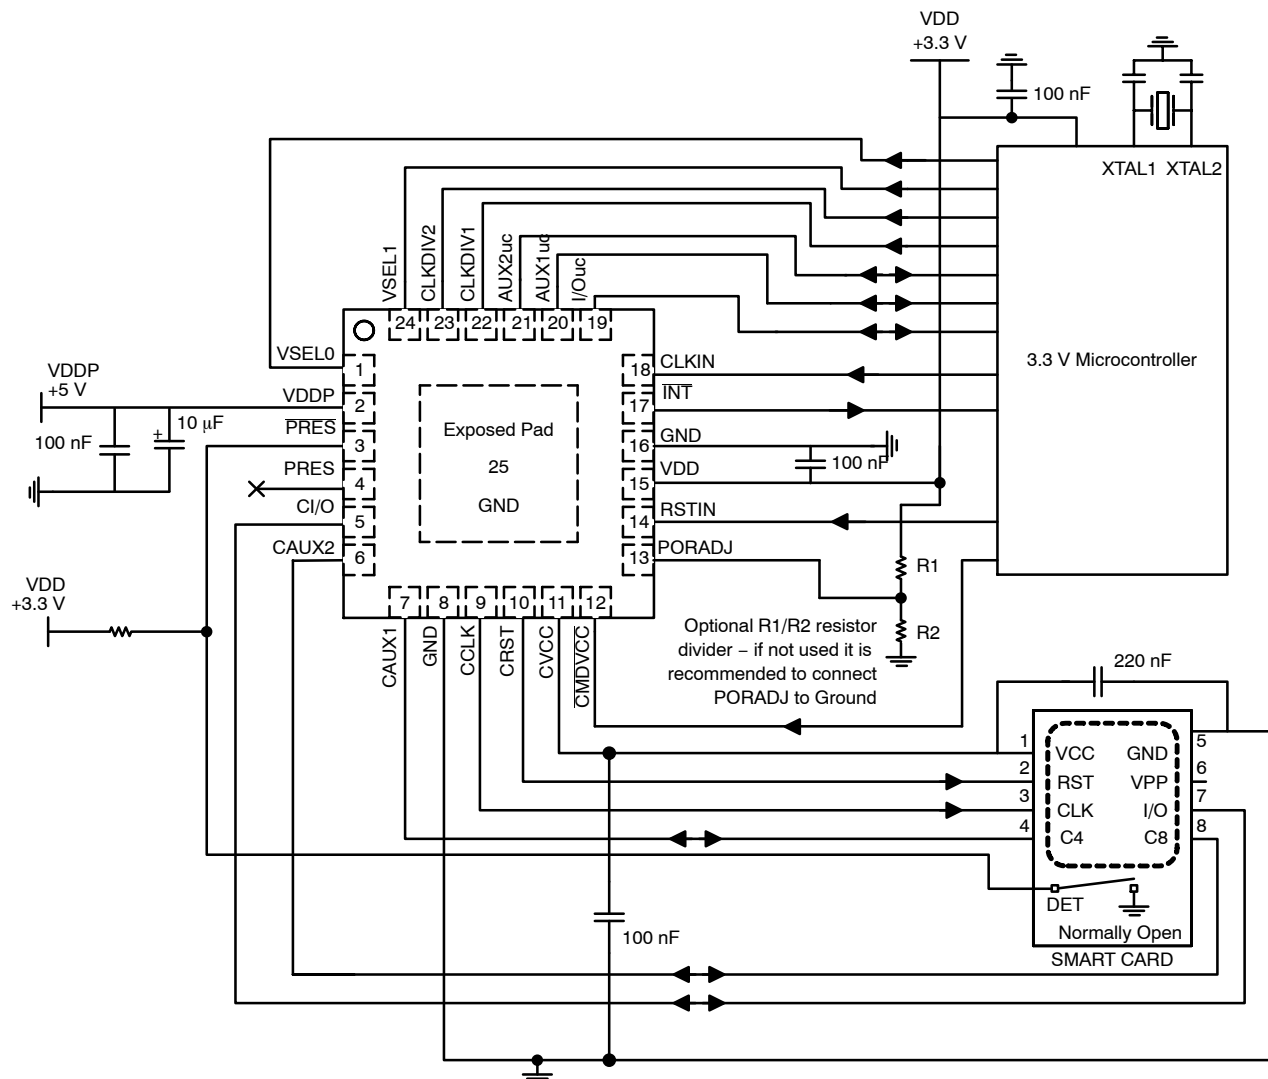 VDD
+3.3 V
100 nF
XTAL1 XTAL2
VSEL1
CLKDIV2
CLKDIV1
AUX2uc
AUX1uc
I/Ouc
24 23 22 21 20 19
3.3 V Microcontroller
VSEL0
1
VDDP
+5 V
VDDP
2
100 nF
+
10 μF
PRES
3
PRES
4
CI/O
5
CAUX2
6
Exposed Pad
25
GND
18 CLKIN
17 INT
16 GND
100 nF
15 VDD
14 RSTIN
13 PORADJ
R1
R2
VDD
+3.3 V
7 8 9 10 11 12
CAUX1
GND
CCLK
CRST
CVCC
CMDVCC
Optional R1/R2 resistor
divider – if not used it is
recommended to connect
PORADJ to Ground
220 nF
1 VCC GND 5
2 RST VPP 6
3 CLK I/O 7
4 C4 C8 8
DET
Normally Open
SMART CARD
100 nF